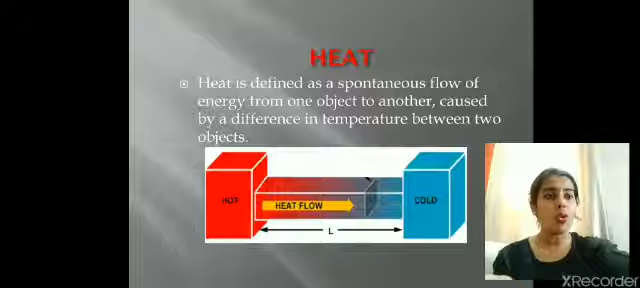 HEAT
Heat is defined as a spontaneous flow of
energy from one object to another, caused
by a difference in temperature between two
objects.
HOT
HEAT FLOW
COLD
L
XRecorder